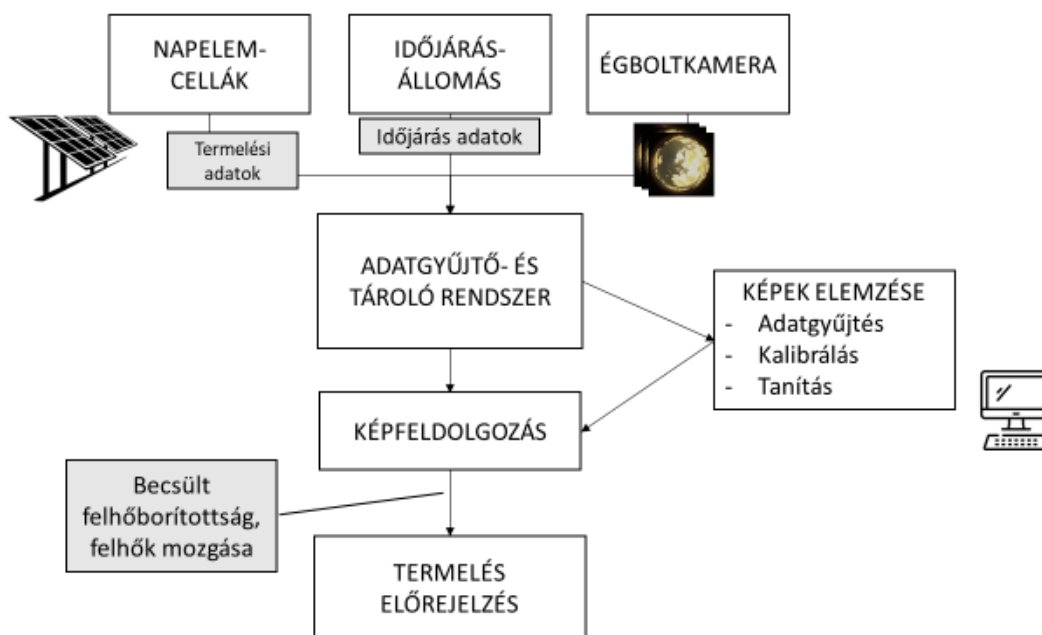 NAPELEM-
CELLÁK
IDŐJÁRÁS-
ÁLLOMÁS
ÉGBOLTKAMERA
Termelési
adatok
Időjárás adatok
ADATGYŰJTŐ- ÉS
TÁROLÓ RENDSZER
KÉPEK ELEMZÉSE
- Adatgyűjtés
- Kalibrálás
- Tanítás
KÉPFELDOLGOZÁS
Becsült
felhőborítottság,
felhők mozgása
TERMELÉS
ELŐREJELZÉS